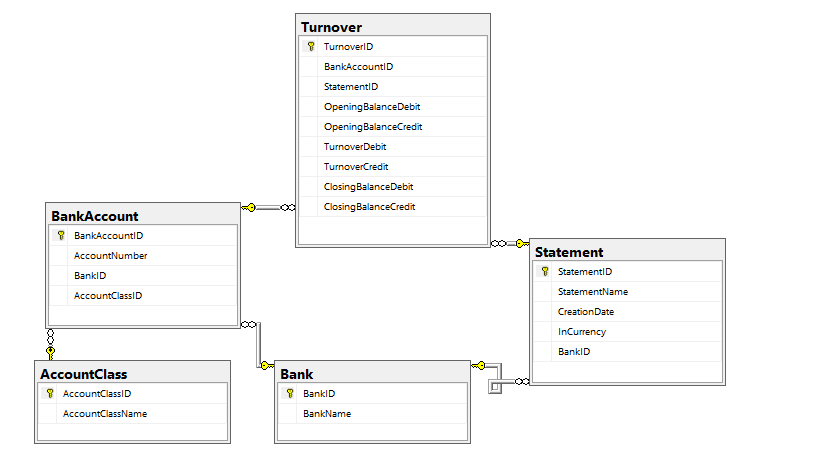 Turnover
TurnoverID
BankAccountID
StatementID
OpeningBalanceDebit
OpeningBalanceCredit
TurnoverDebit
TurnoverCredit
ClosingBalanceDebit
ClosingBalanceCredit
BankAccount
BankAccountID
AccountNumber
BankID
AccountClassID
Statement
StatementID
StatementName
CreationDate
InCurrency
BankID
AccountClass
AccountClassID
AccountClassName
Bank
BankID
BankName